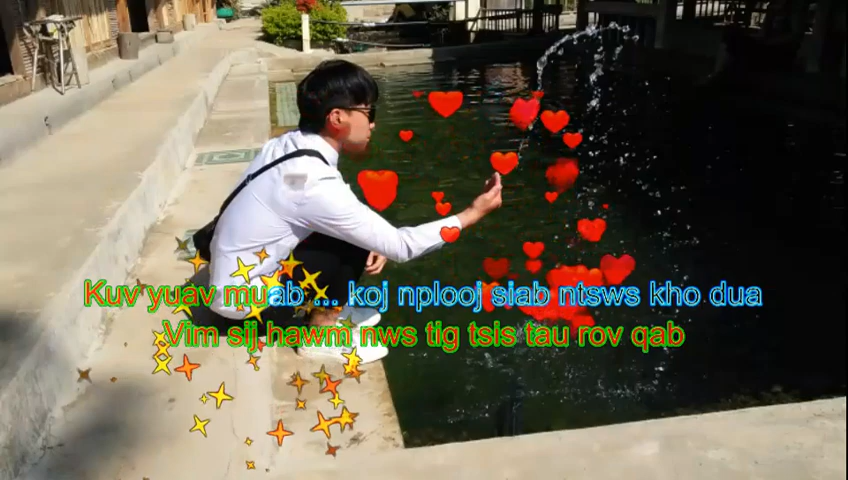 Kuv yuav muab ... koj nplooj siab ntsws kho dua
Vim sij hawm nws tig tsis tau rov qab